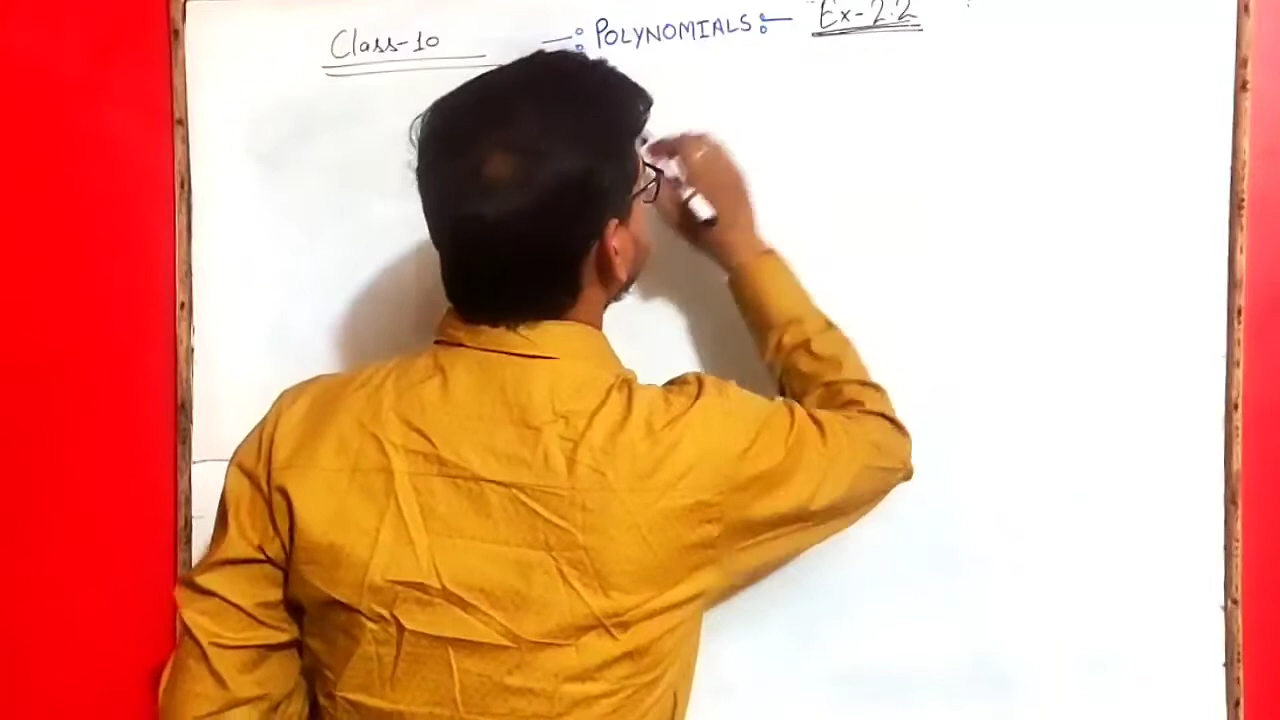 Class-10 —: POLYNOMIALS :— Ex-2.2